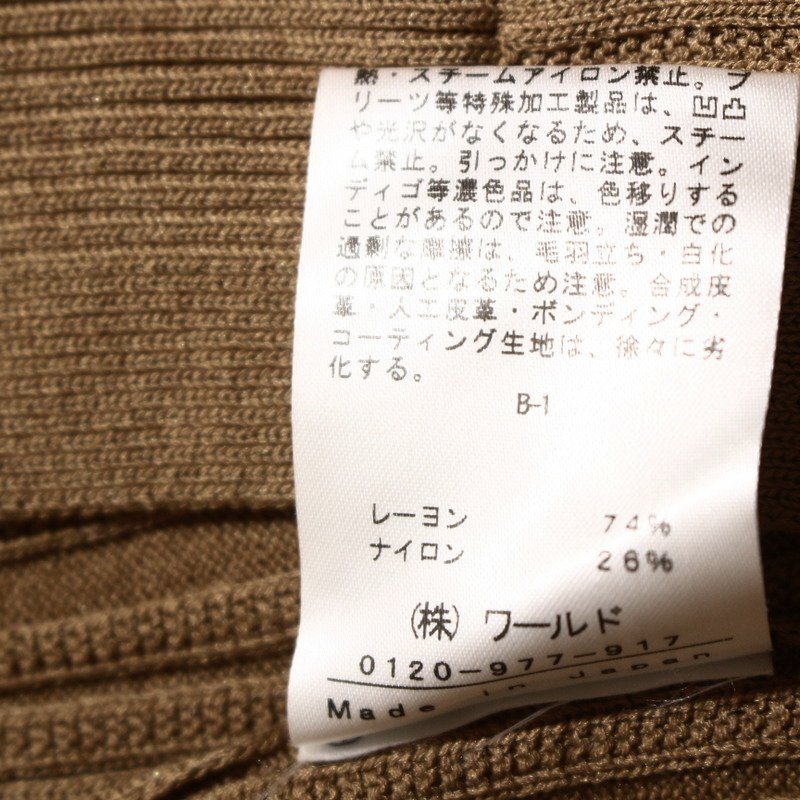 熱・スチームアイロン禁止。プ
リーツ等特殊加工製品は、凹凸
や光沢がなくなるため、スチー
ム禁止。引っかけに注意。イン
ディゴ等濃色品は、色移りする
ことがあるので注意。湿潤での
過剰な摩擦は、毛羽立ち・白化
の原因となるため注意。合成皮
革・人工皮革・ボンディング・
コーティング生地は、徐々に劣
化する。
B-1
レーヨン 74%
ナイロン 26%
(株) ワールド
0120-977-917
Made in Japan